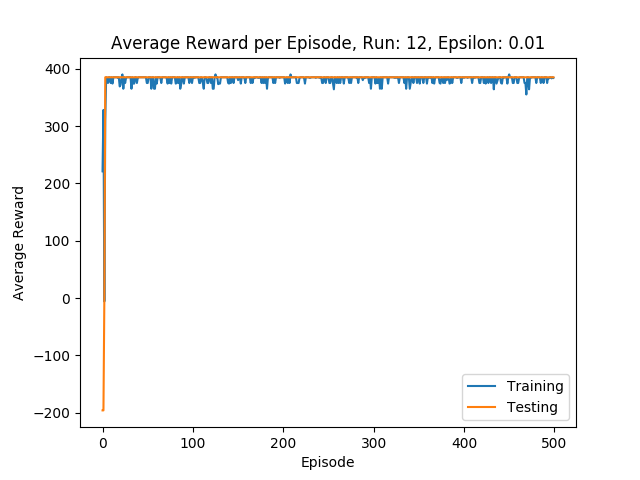 Average Reward per Episode, Run: 12, Epsilon: 0.01
400
300
200
100
0
−100
−200
Average Reward
0
100
200
300
400
500
Episode
Training
Testing